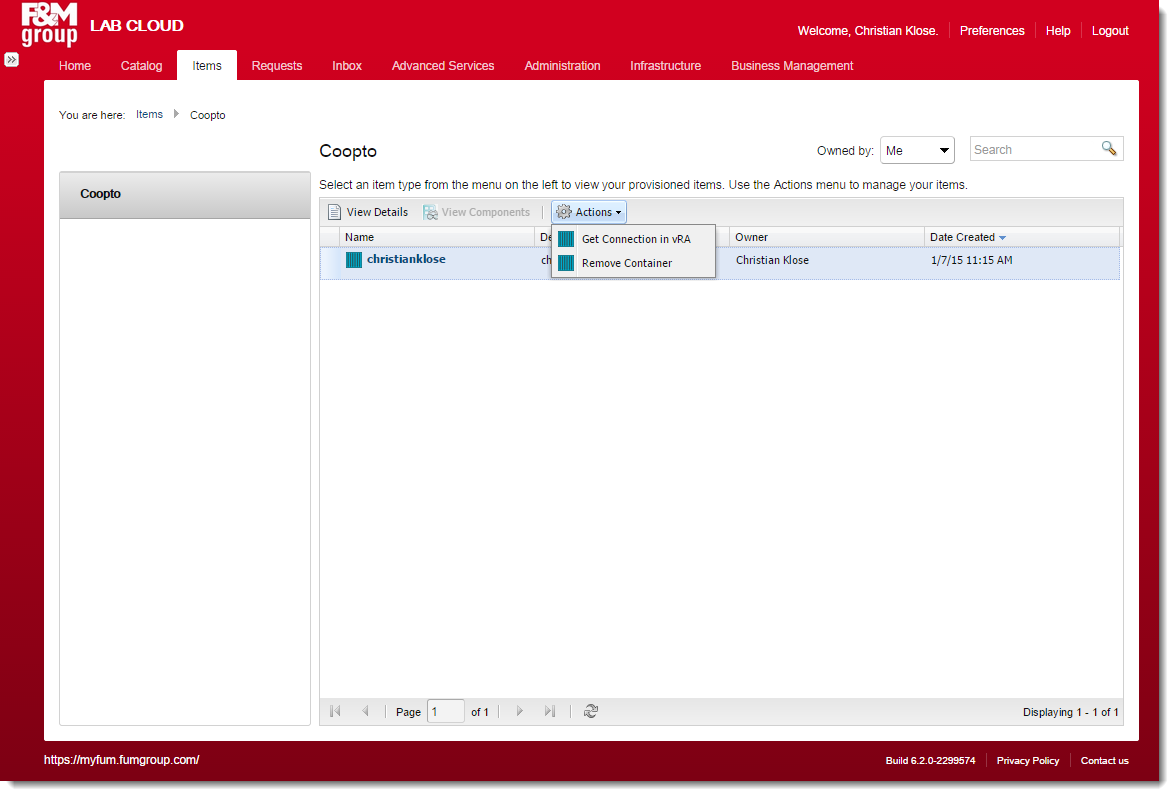 F&M group LAB CLOUD
Welcome, Christian Klose. Preferences Help Logout
Home Catalog Items Requests Inbox Advanced Services Administration Infrastructure Business Management
You are here: Items Coopto
Coopto
Owned by: Me Search
Coopto
Select an item type from the menu on the left to view your provisioned items. Use the Actions menu to manage your items.
View Details View Components Actions
Name De Owner Date Created
Get Connection in vRA
christianklose ch Christian Klose 1/7/15 11:15 AM
Remove Container
Page 1 of 1 Displaying 1 - 1 of 1
https://myfum.fumgroup.com/ Build 6.2.0-2299574 Privacy Policy Contact us